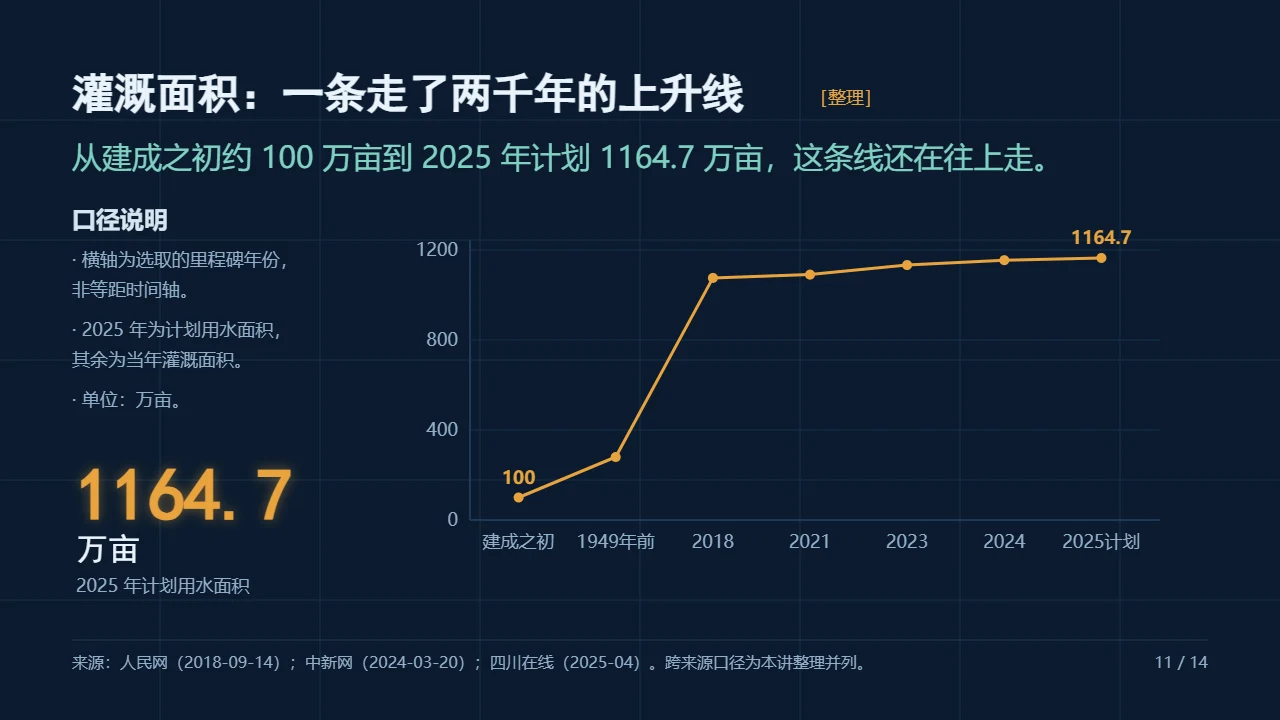 灌溉面积：一条走了两千年的上升线 [整理]
从建成之初约 100 万亩到 2025 年计划 1164.7 万亩，这条线还在往上走。
口径说明
· 横轴为选取的里程碑年份，
非等距时间轴。
· 2025 年为计划用水面积，
其余为当年灌溉面积。
· 单位：万亩。
1164.7
万亩
2025 年计划用水面积
1200
800
400
0
100
1164.7
建成之初 1949年前 2018 2021 2023 2024 2025计划
来源：人民网（2018-09-14）；中新网（2024-03-20）；四川在线（2025-04）。跨来源口径为本讲整理并列。
11 / 14